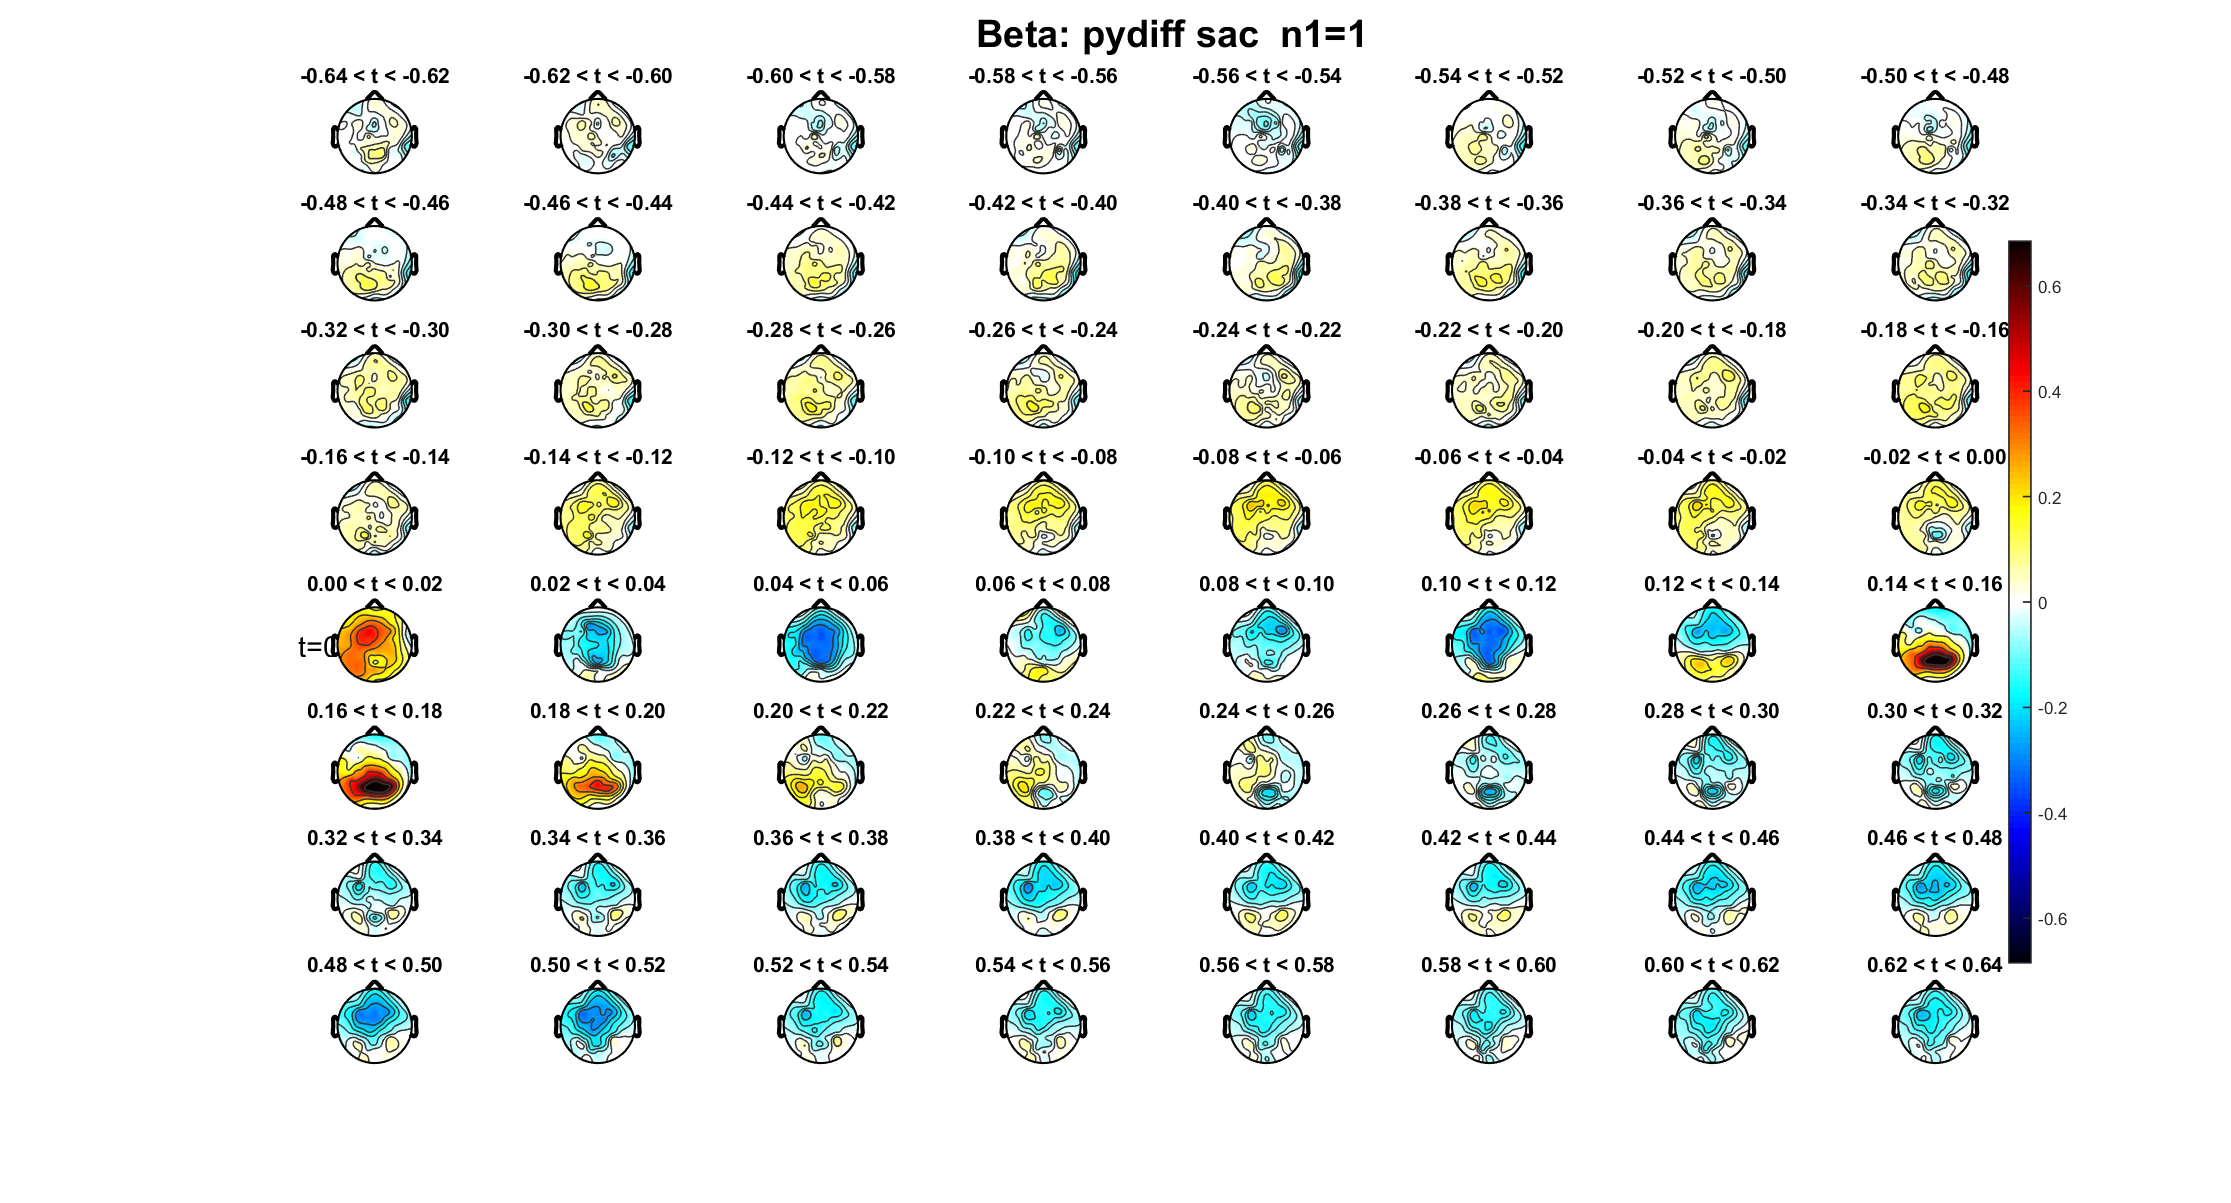 Beta: pydiff sac  n1=1
-0.64 < t < -0.62 -0.62 < t < -0.60 -0.60 < t < -0.58 -0.58 < t < -0.56 -0.56 < t < -0.54 -0.54 < t < -0.52 -0.52 < t < -0.50 -0.50 < t < -0.48
-0.48 < t < -0.46 -0.46 < t < -0.44 -0.44 < t < -0.42 -0.42 < t < -0.40 -0.40 < t < -0.38 -0.38 < t < -0.36 -0.36 < t < -0.34 -0.34 < t < -0.32
-0.32 < t < -0.30 -0.30 < t < -0.28 -0.28 < t < -0.26 -0.26 < t < -0.24 -0.24 < t < -0.22 -0.22 < t < -0.20 -0.20 < t < -0.18 -0.18 < t < -0.16
-0.16 < t < -0.14 -0.14 < t < -0.12 -0.12 < t < -0.10 -0.10 < t < -0.08 -0.08 < t < -0.06 -0.06 < t < -0.04 -0.04 < t < -0.02 -0.02 < t < 0.00
0.00 < t < 0.02 0.02 < t < 0.04 0.04 < t < 0.06 0.06 < t < 0.08 0.08 < t < 0.10 0.10 < t < 0.12 0.12 < t < 0.14 0.14 < t < 0.16
t=0
0.16 < t < 0.18 0.18 < t < 0.20 0.20 < t < 0.22 0.22 < t < 0.24 0.24 < t < 0.26 0.26 < t < 0.28 0.28 < t < 0.30 0.30 < t < 0.32
0.32 < t < 0.34 0.34 < t < 0.36 0.36 < t < 0.38 0.38 < t < 0.40 0.40 < t < 0.42 0.42 < t < 0.44 0.44 < t < 0.46 0.46 < t < 0.48
0.48 < t < 0.50 0.50 < t < 0.52 0.52 < t < 0.54 0.54 < t < 0.56 0.56 < t < 0.58 0.58 < t < 0.60 0.60 < t < 0.62 0.62 < t < 0.64
0.6
0.4
0.2
0
-0.2
-0.4
-0.6